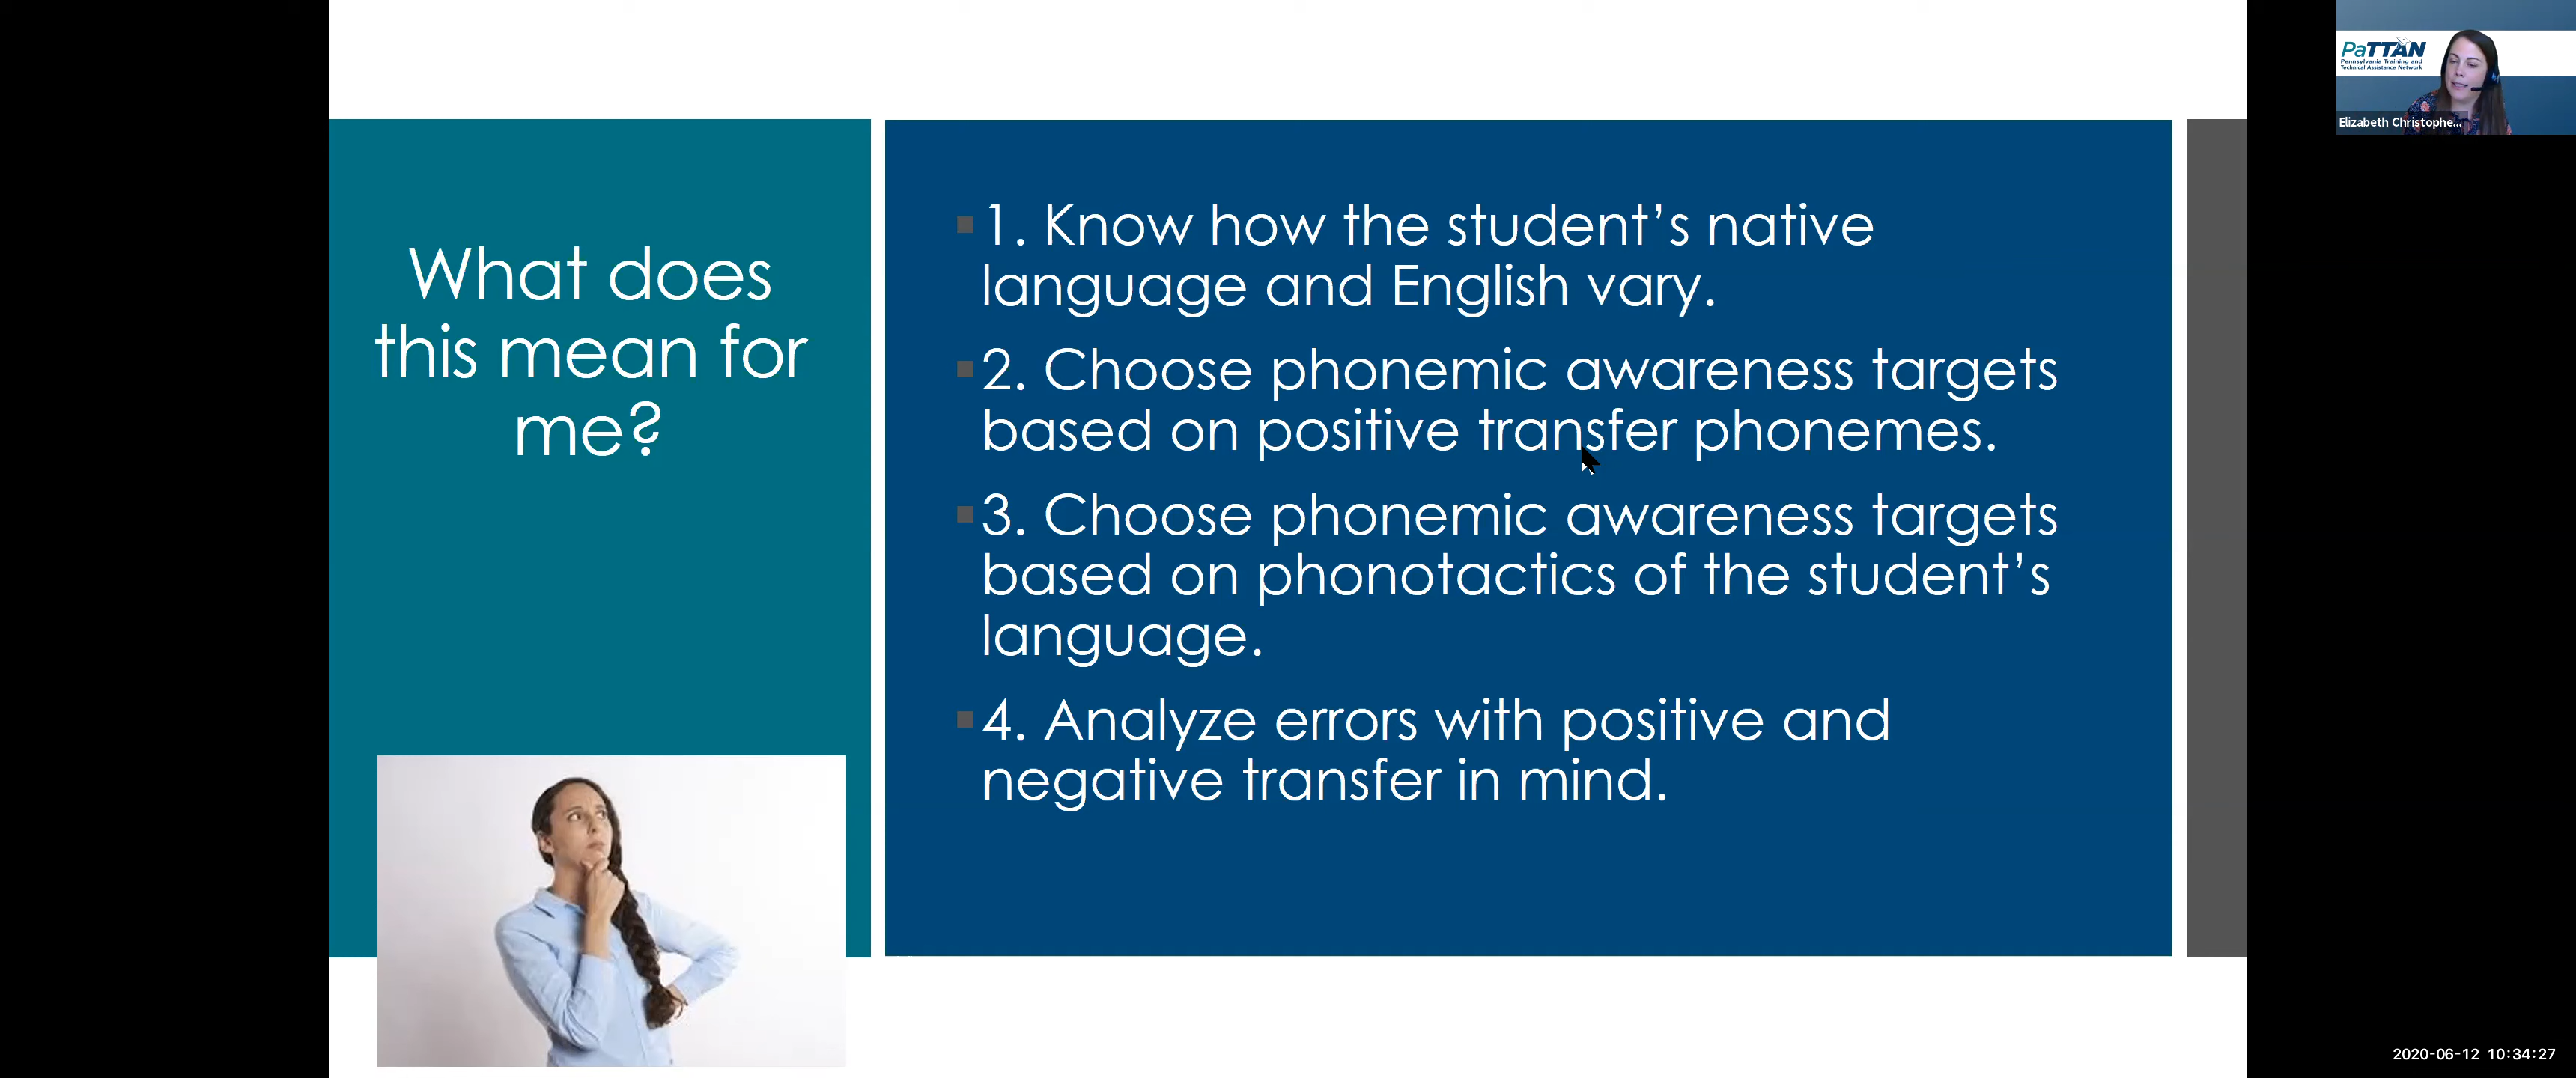 What does
this mean for
me?
1. Know how the student’s native
language and English vary.
2. Choose phonemic awareness targets
based on positive transfer phonemes.
3. Choose phonemic awareness targets
based on phonotactics of the student’s
language.
4. Analyze errors with positive and
negative transfer in mind.
PaTTAN
Pennsylvania Training and
Technical Assistance Network
Elizabeth Christophe...
2020-06-12 10:34:27